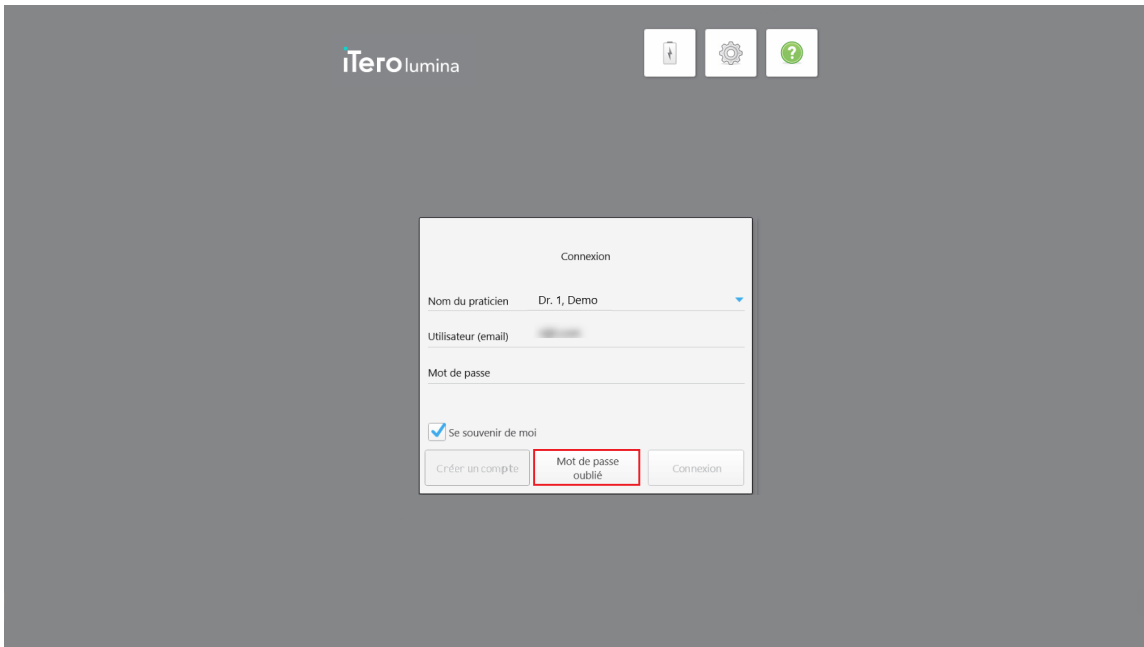 iTero lumina
?
Connexion
Nom du praticien Dr. 1, Demo
Utilisateur (email)
Mot de passe
Se souvenir de moi
Créer un compte
Mot de passe
oublié
Connexion